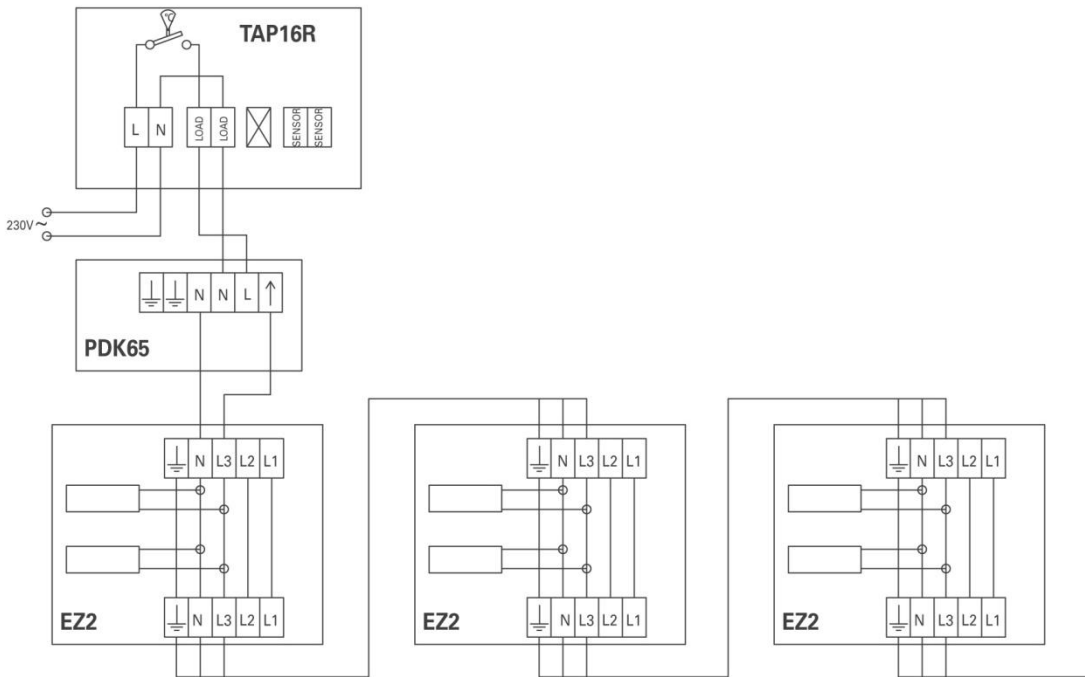 °C
TAP16R
L N LOAD LOAD SENSOR SENSOR
230V~
N N L
PDK65
N L3 L2 L1
N L3 L2 L1
N L3 L2 L1
EZ2 N L3 L2 L1
EZ2 N L3 L2 L1
EZ2 N L3 L2 L1